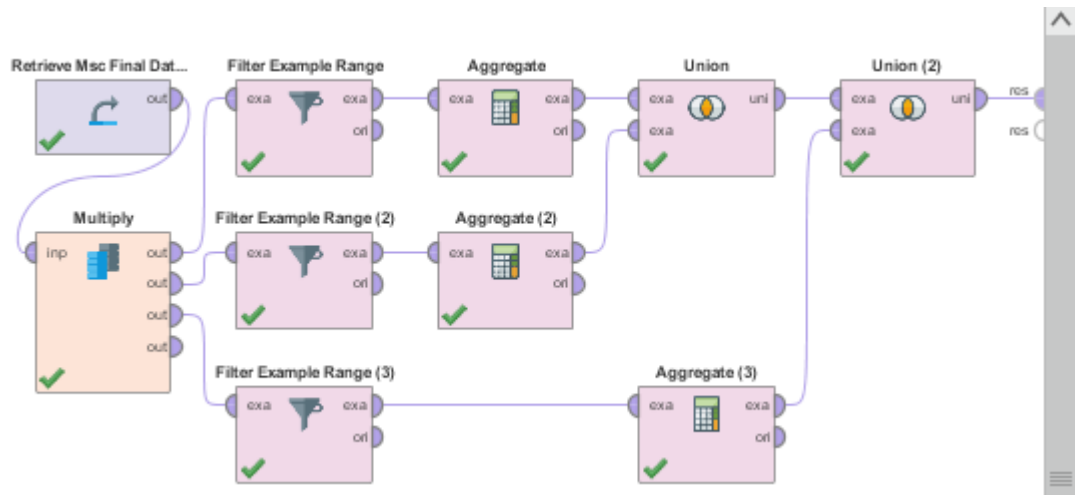 Retrieve Msc Final Dat...
Filter Example Range
Aggregate
Union
Union (2)
out
exa
exa
ori
exa
exa
ori
exa
uni
exa
exa
uni
exa
res
res
Multiply
Filter Example Range (2)
Aggregate (2)
inp
out
out
out
out
exa
exa
ori
exa
exa
ori
Filter Example Range (3)
Aggregate (3)
exa
exa
ori
exa
exa
ori